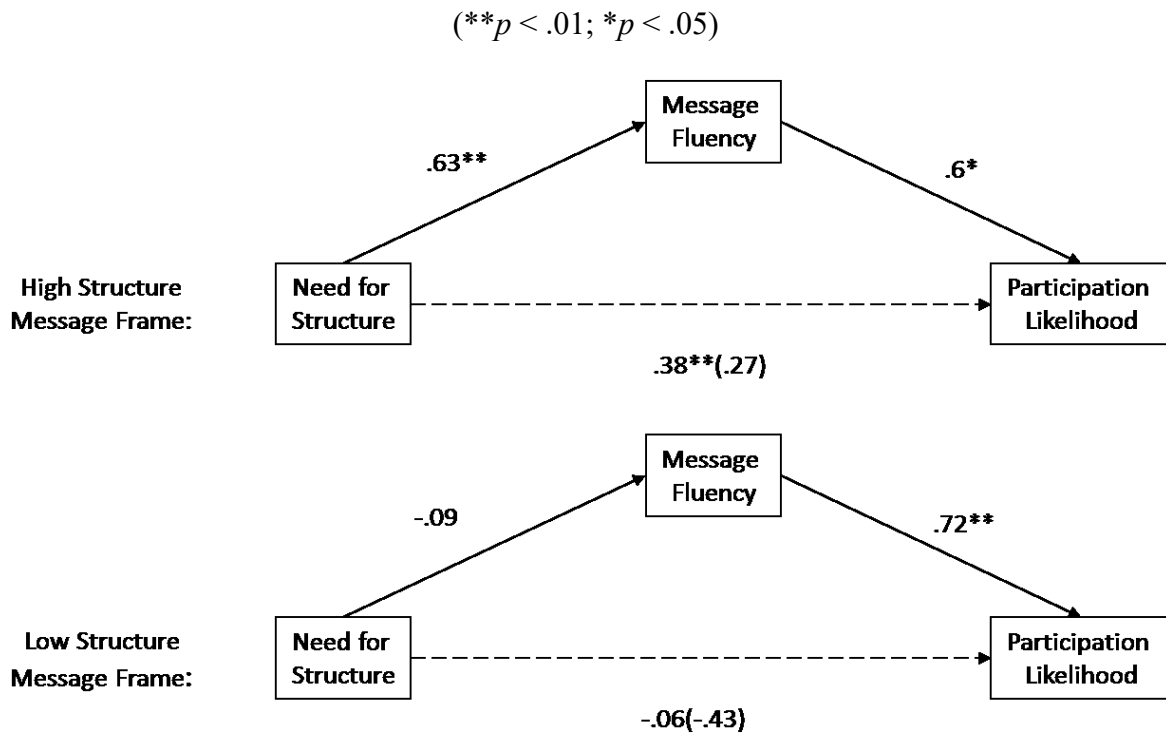 (**p < .01; *p < .05)
Message
Fluency
.63**
.6*
High Structure
Message Frame:
Need for
Structure
Participation
Likelihood
.38**(.27)
Message
Fluency
-.09
.72**
Low Structure
Message Frame:
Need for
Structure
Participation
Likelihood
-.06(-.43)